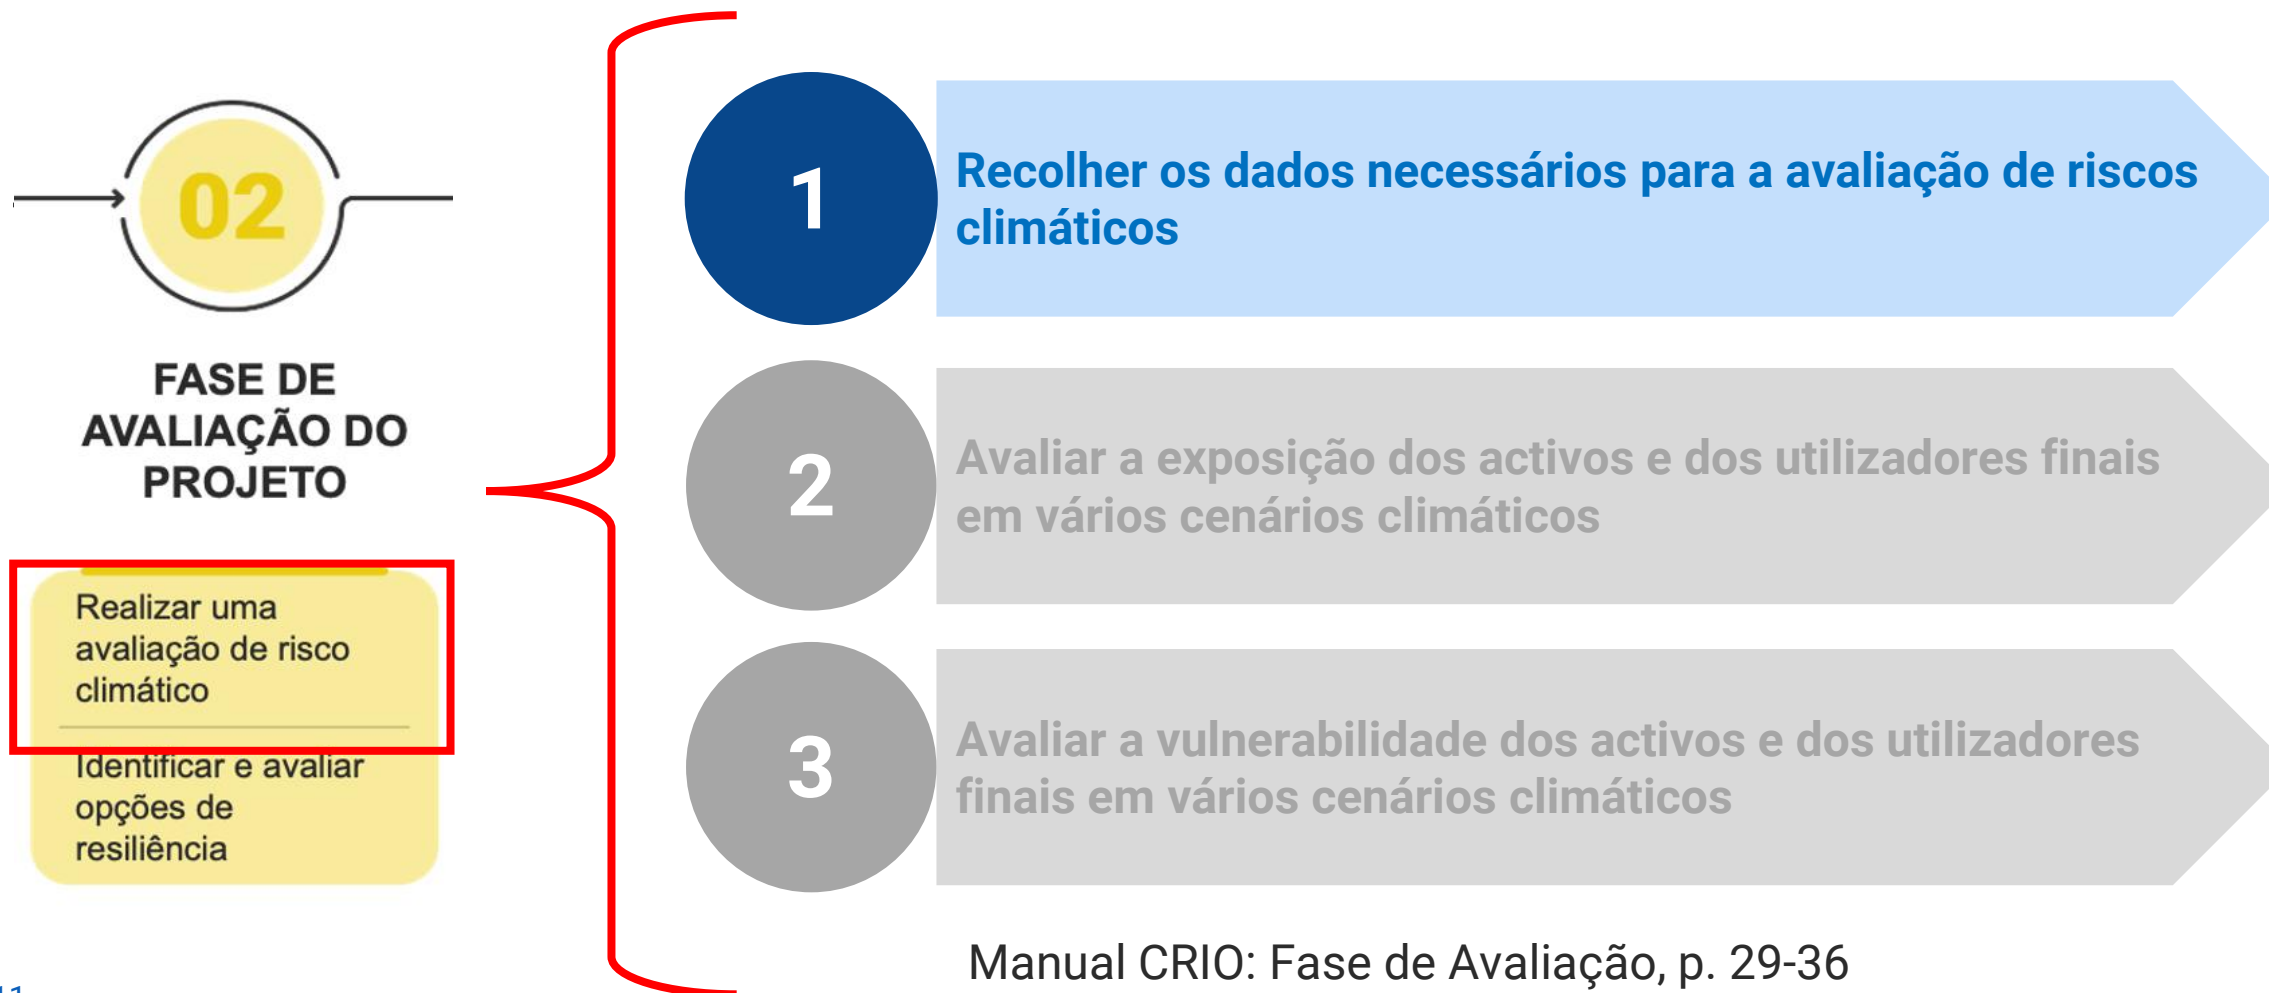 02
FASE DE
AVALIAÇÃO DO
PROJETO
Realizar uma
avaliação de risco
climático
Identificar e avaliar
opções de
resiliência
1
Recolher os dados necessários para a avaliação de riscos
climáticos
2
Avaliar a exposição dos activos e dos utilizadores finais
em vários cenários climáticos
3
Avaliar a vulnerabilidade dos activos e dos utilizadores
finais em vários cenários climáticos
Manual CRIO: Fase de Avaliação, p. 29-36